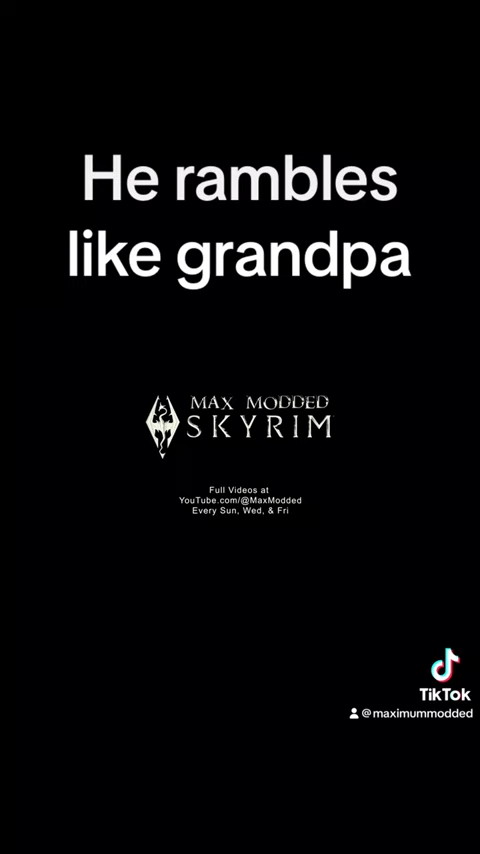 He rambles
like grandpa
MAX MODDED
SKYRIM
Full Videos at
YouTube.com/@MaxModded
Every Sun, Wed, & Fri
TikTok
@maximummodded